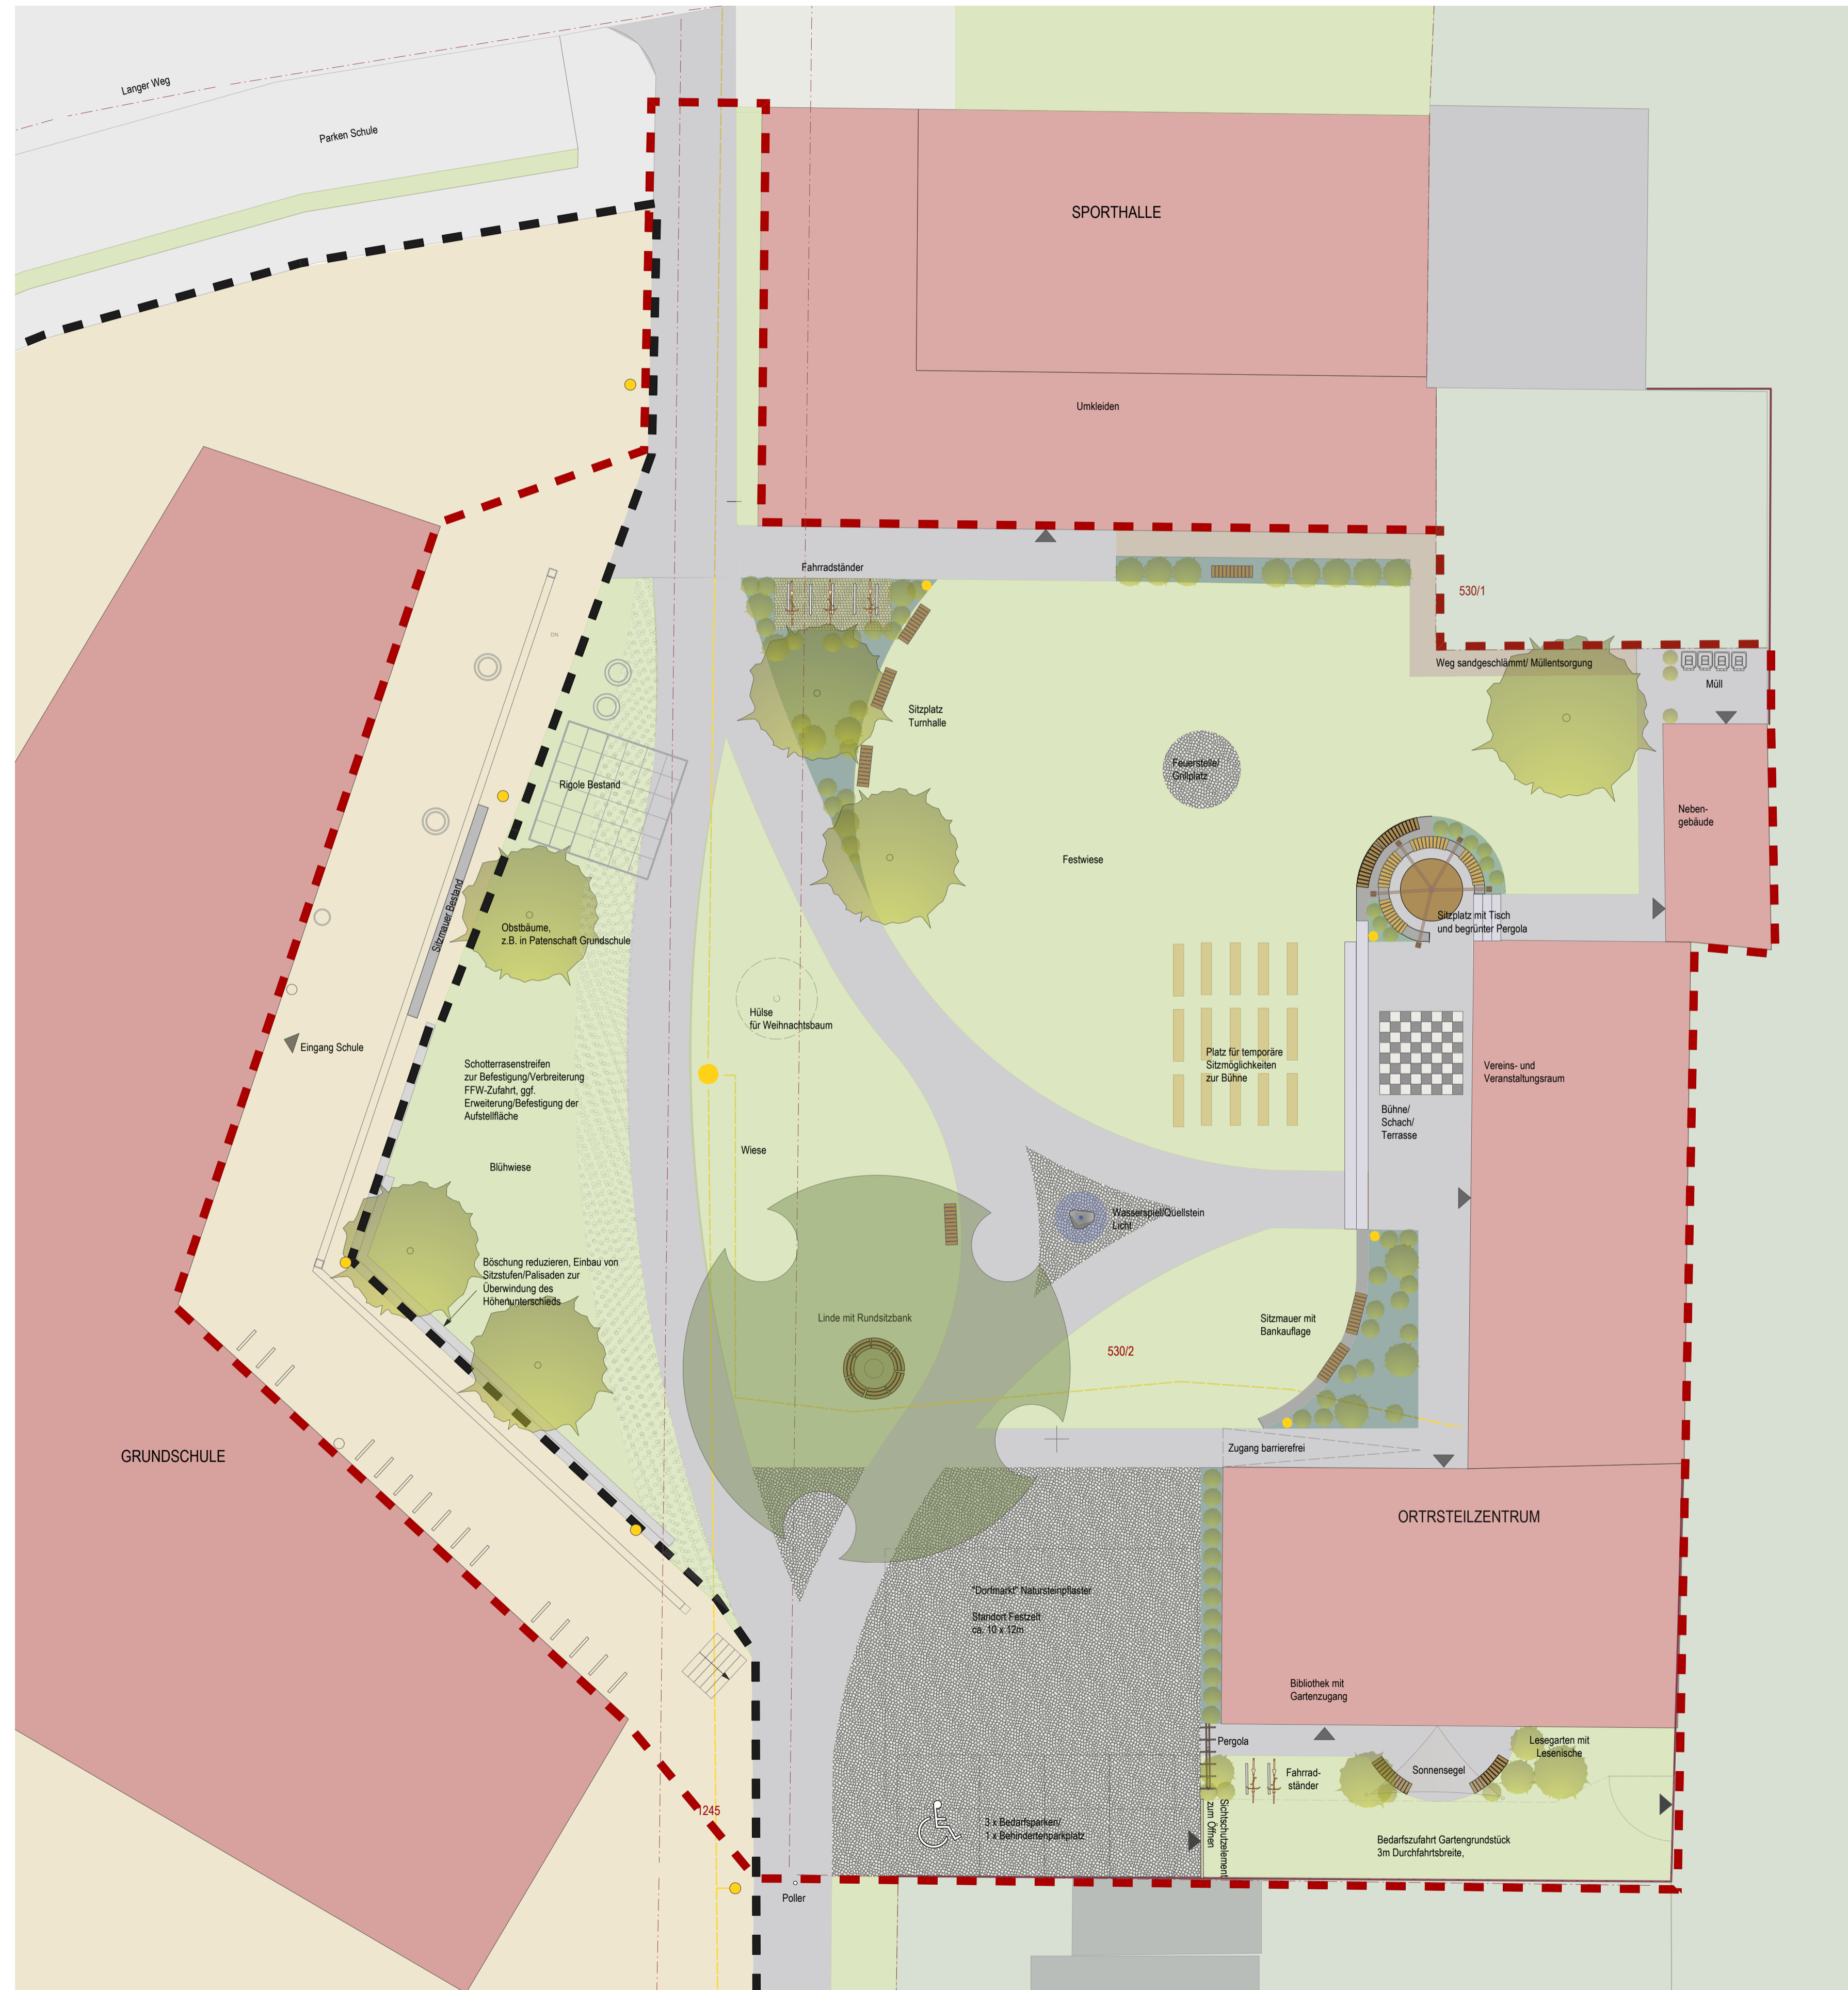 Langer Weg
Parken Schule
SPORTHALLE
Umkleiden
Fahrradständer
530/1
DN
Weg sandgeschlämmt/ Müllentsorgung
Müll
Sitzplatz
Turnhalle
Feuerstelle/
Grillplatz
Rigole Bestand
Neben-
gebäude
Festwiese
Sitzmauer Bestand
Sitzplatz mit Tisch
und begrünter Pergola
Obstbäume,
z.B. in Patenschaft Grundschule
Hülse
für Weihnachtsbaum
Eingang Schule
Schotterrasenstreifen
zur Befestigung/Verbreiterung
FFW-Zufahrt, ggf.
Erweiterung/Befestigung der
Aufstellfläche
Platz für temporäre
Sitzmöglichkeiten
zur Bühne
Vereins- und
Veranstaltungsraum
Bühne/
Schach/
Terrasse
Wiese
Blühwiese
Wasserspiel/Quellstein
Licht
Böschung reduzieren, Einbau von
Sitzstufen/Palisaden zur
Überwindung des
Höhenunterschieds
Linde mit Rundsitzbank
Sitzmauer mit
Bankauflage
530/2
GRUNDSCHULE
Zugang barrierefrei
ORTRSTEILZENTRUM
"Dorfmarkt" Natursteinpflaster
Standort Festzelt
ca. 10 x 12m
Bibliothek mit
Gartenzugang
Pergola
Lesegarten mit
Lesenische
Fahrrad-
ständer
Sonnensegel
1245
3 x Bedarfsparken/
1 x Behindertenparkplatz
Sichtschutzelement
zum Öffnen
Bedarfszufahrt Gartengrundstück
3m Durchfahrtsbreite,
Poller